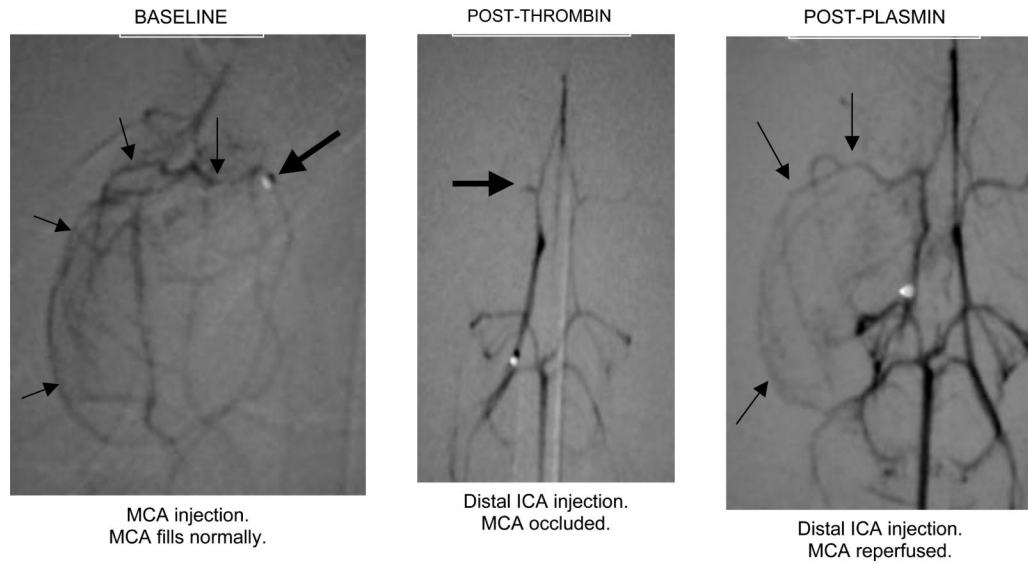 BASELINE
MCA injection.
MCA fills normally.
POST-THROMBIN
Distal ICA injection.
MCA occluded.
POST-PLASMIN
Distal ICA injection.
MCA reperfused.